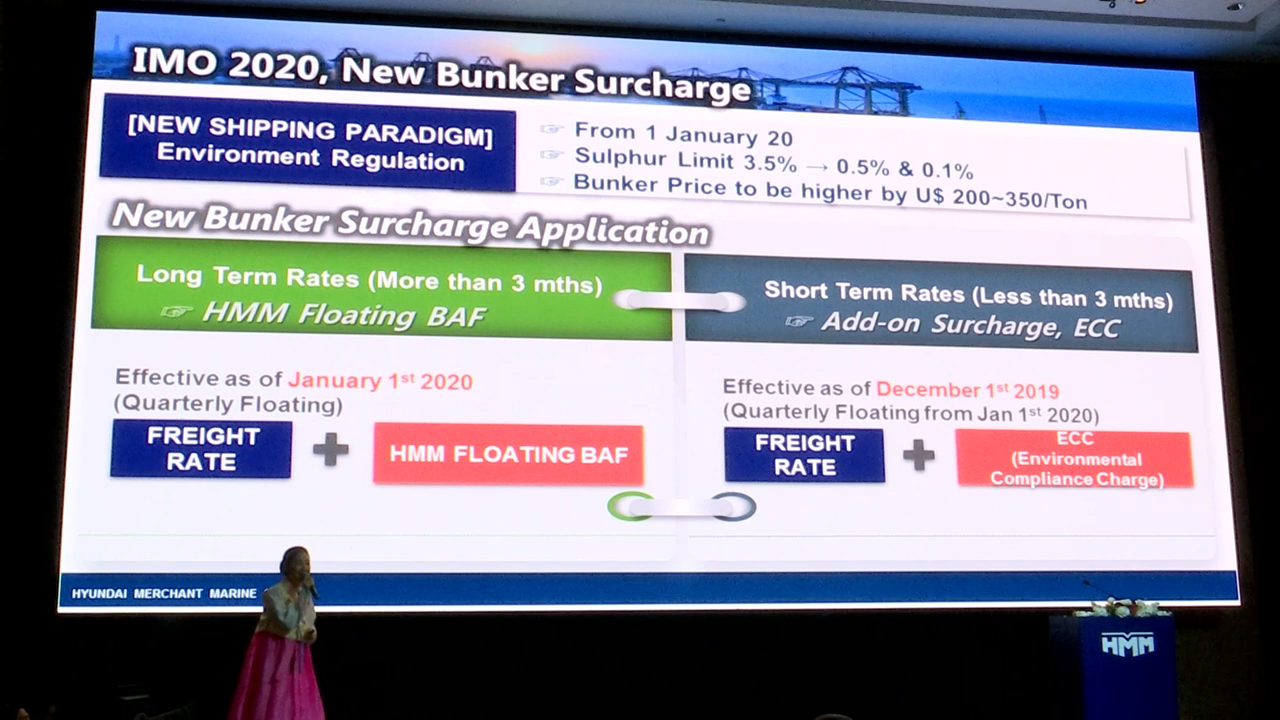 IMO 2020, New Bunker Surcharge
[NEW SHIPPING PARADIGM]
Environment Regulation
☞ From 1 January 20
☞ Sulphur Limit 3.5% → 0.5% & 0.1%
☞ Bunker Price to be higher by U$ 200~350/Ton
New Bunker Surcharge Application
Long Term Rates (More than 3 mths)
☞ HMM Floating BAF
Effective as of January 1st 2020
(Quarterly Floating)
FREIGHT
RATE
+
HMM FLOATING BAF
Short Term Rates (Less than 3 mths)
☞ Add-on Surcharge, ECC
Effective as of December 1st 2019
(Quarterly Floating from Jan 1st 2020)
FREIGHT
RATE
+
ECC
(Environmental
Compliance Charge)
HYUNDAI MERCHANT MARINE
HMM